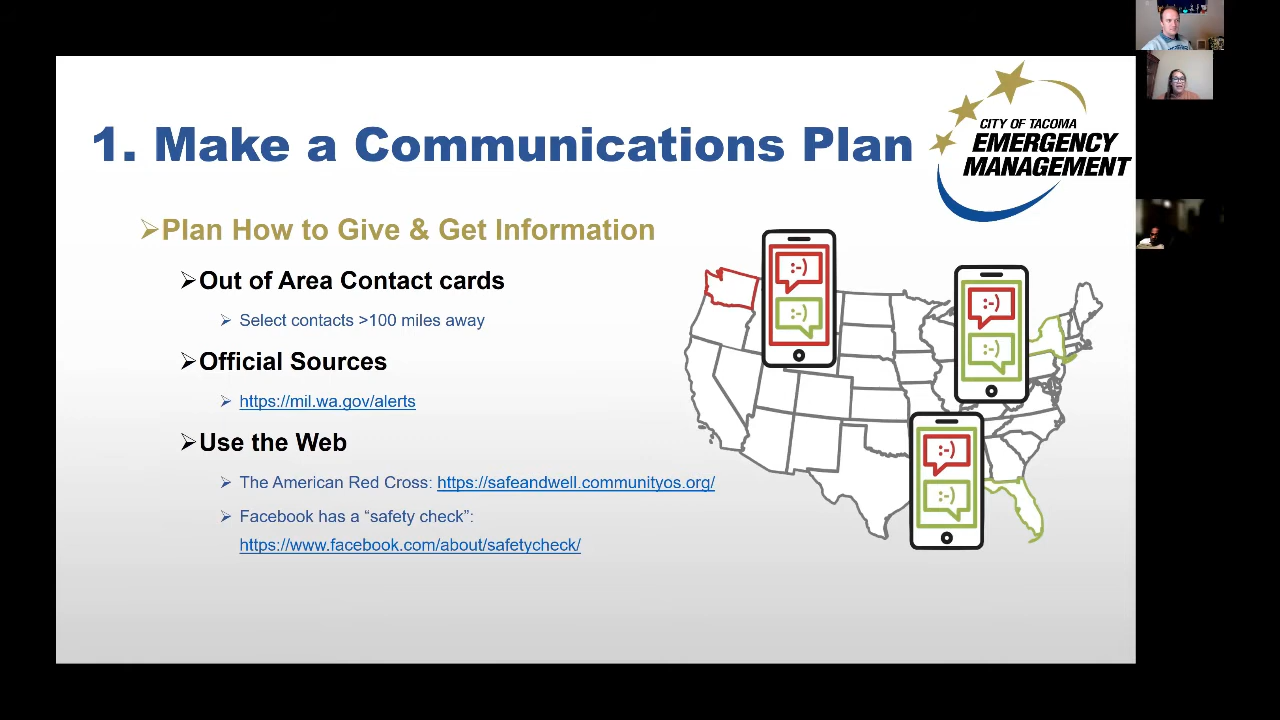 1. Make a Communications Plan
CITY OF TACOMA
EMERGENCY
MANAGEMENT
➢Plan How to Give & Get Information
➢Out of Area Contact cards
➢ Select contacts >100 miles away
➢Official Sources
➢ https://mil.wa.gov/alerts
➢Use the Web
➢ The American Red Cross: https://safeandwell.communityos.org/
➢ Facebook has a “safety check”:
https://www.facebook.com/about/safetycheck/
:-)
:-)
:-)
:-)
:-)
:-)